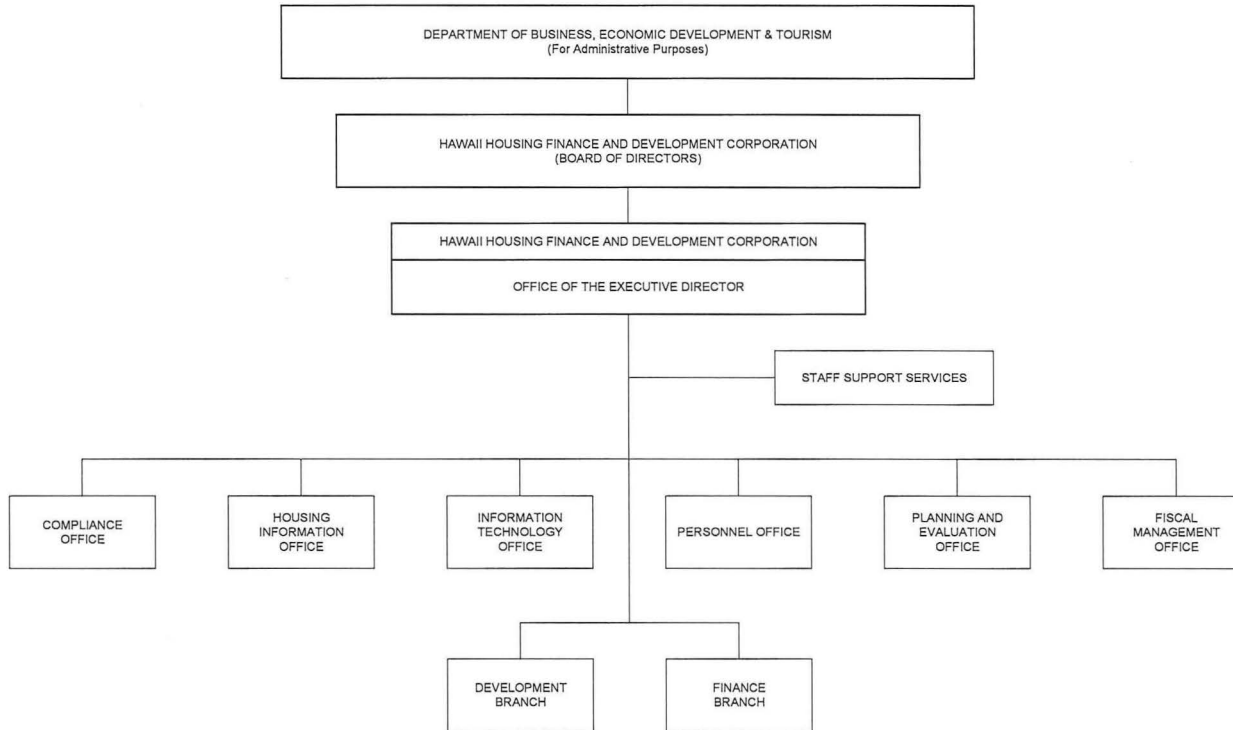 DEPARTMENT OF BUSINESS, ECONOMIC DEVELOPMENT & TOURISM
(For Administrative Purposes)
HAWAII HOUSING FINANCE AND DEVELOPMENT CORPORATION
(BOARD OF DIRECTORS)
HAWAII HOUSING FINANCE AND DEVELOPMENT CORPORATION
OFFICE OF THE EXECUTIVE DIRECTOR
STAFF SUPPORT SERVICES
COMPLIANCE
OFFICE
HOUSING
INFORMATION
OFFICE
INFORMATION
TECHNOLOGY
OFFICE
PERSONNEL OFFICE
PLANNING AND
EVALUATION
OFFICE
FISCAL
MANAGEMENT
OFFICE
DEVELOPMENT
BRANCH
FINANCE
BRANCH